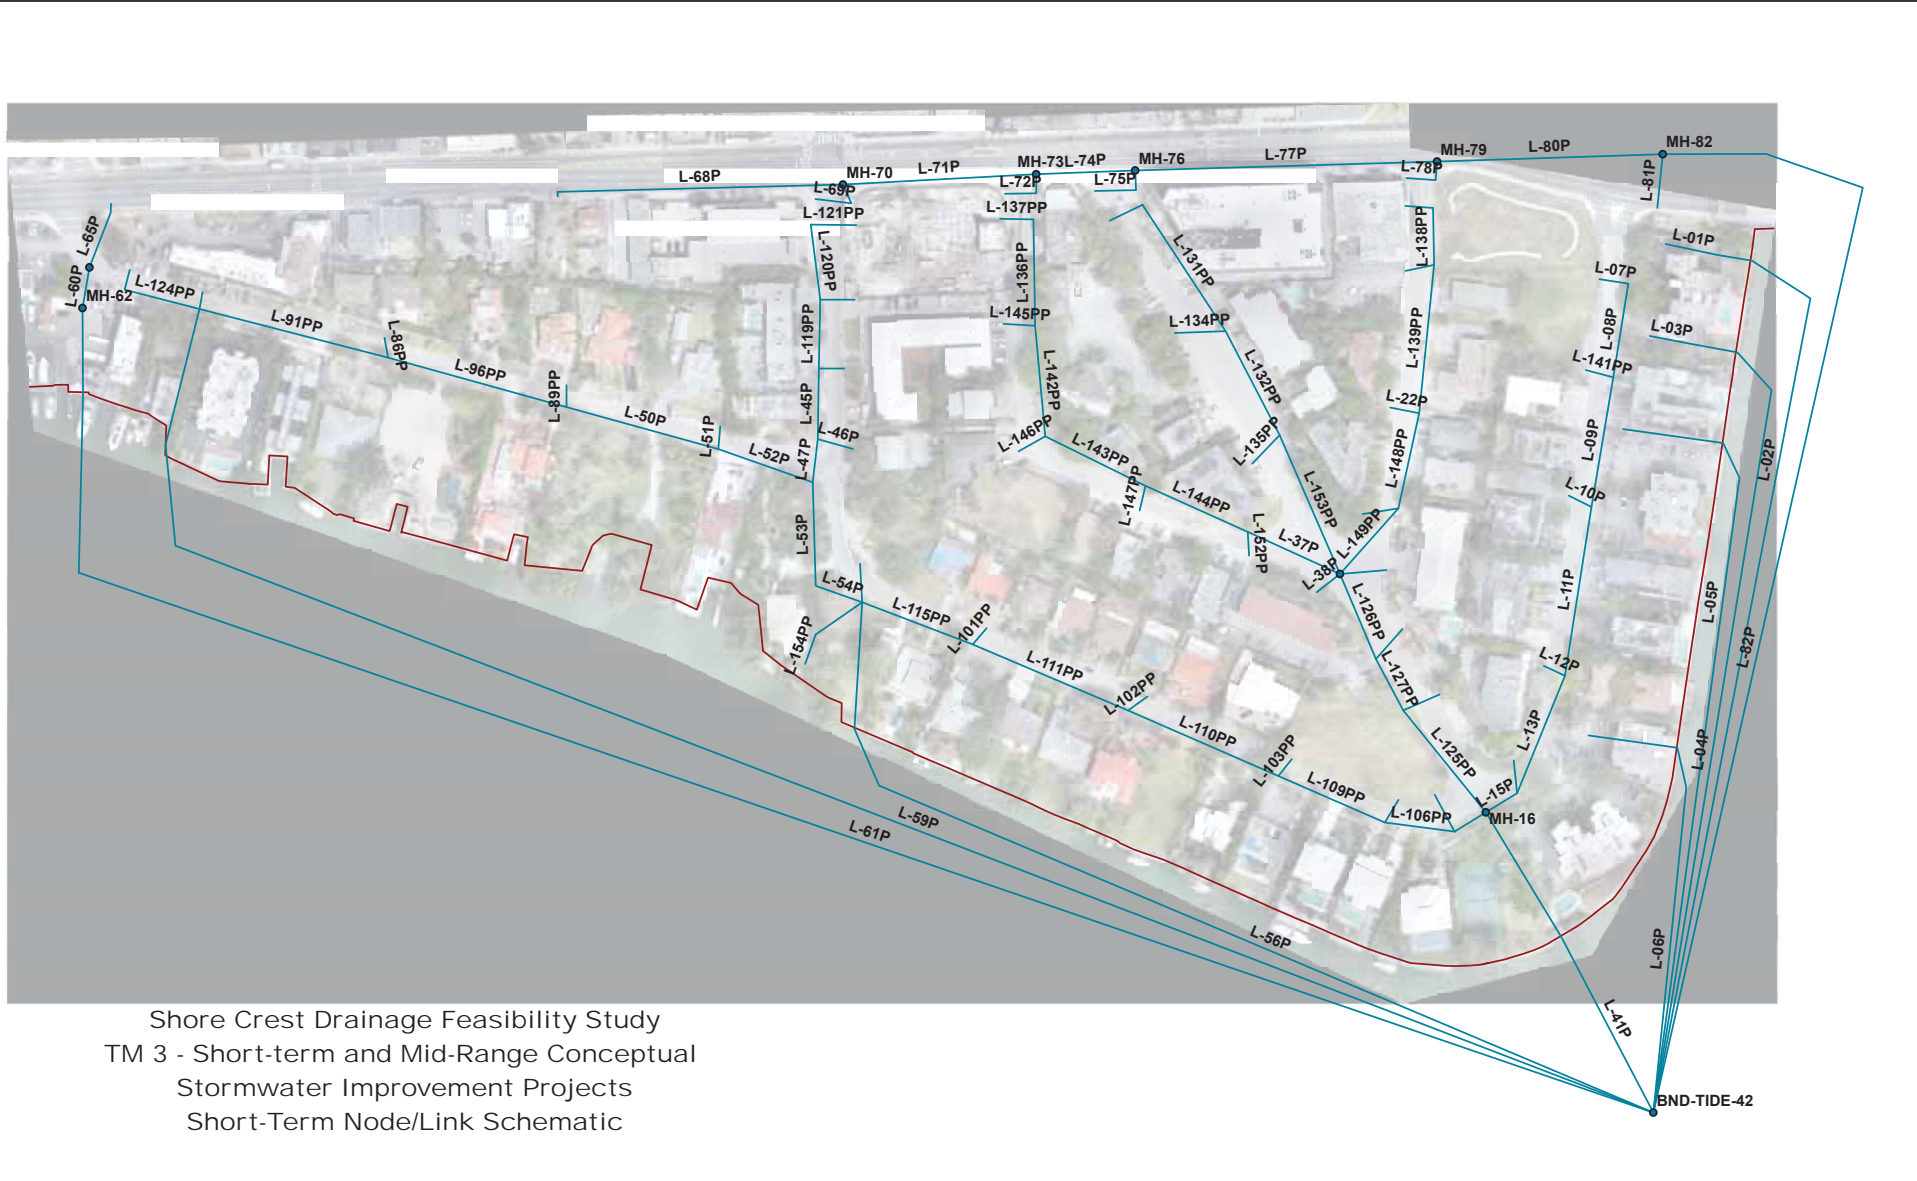 MH-82
MH-79
L-80P
L-77P
MH-76
MH-73
L-74P
L-71P
MH-70
L-68P
L-69P
L-72P
L-75P
L-78P
L-81P
L-121PP
L-137PP
L-65P
L-60P
MH-62
L-124PP
L-91PP
L-86PP
L-96PP
L-89PP
L-50P
L-51P
L-52P
L-120PP
L-119PP
L-45P
L-46P
L-47P
L-53P
L-54P
L-136PP
L-145PP
L-142PP
L-146PP
L-143PP
L-147PP
L-144PP
L-152PP
L-37P
L-38P
L-131PP
L-134PP
L-132PP
L-135PP
L-153PP
L-138PP
L-139PP
L-22P
L-148PP
L-149PP
L-01P
L-07P
L-08P
L-03P
L-141PP
L-09P
L-10P
L-02P
L-11P
L-05P
L-12P
L-82P
L-13P
L-04P
L-15P
MH-16
L-126PP
L-127PP
L-125PP
L-115PP
L-101PP
L-154PP
L-111PP
L-102PP
L-110PP
L-103PP
L-109PP
L-106PP
L-59P
L-61P
L-56P
L-06P
L-41P
BND-TIDE-42
Shore Crest Drainage Feasibility Study
TM 3 - Short-term and Mid-Range Conceptual
Stormwater Improvement Projects
Short-Term Node/Link Schematic